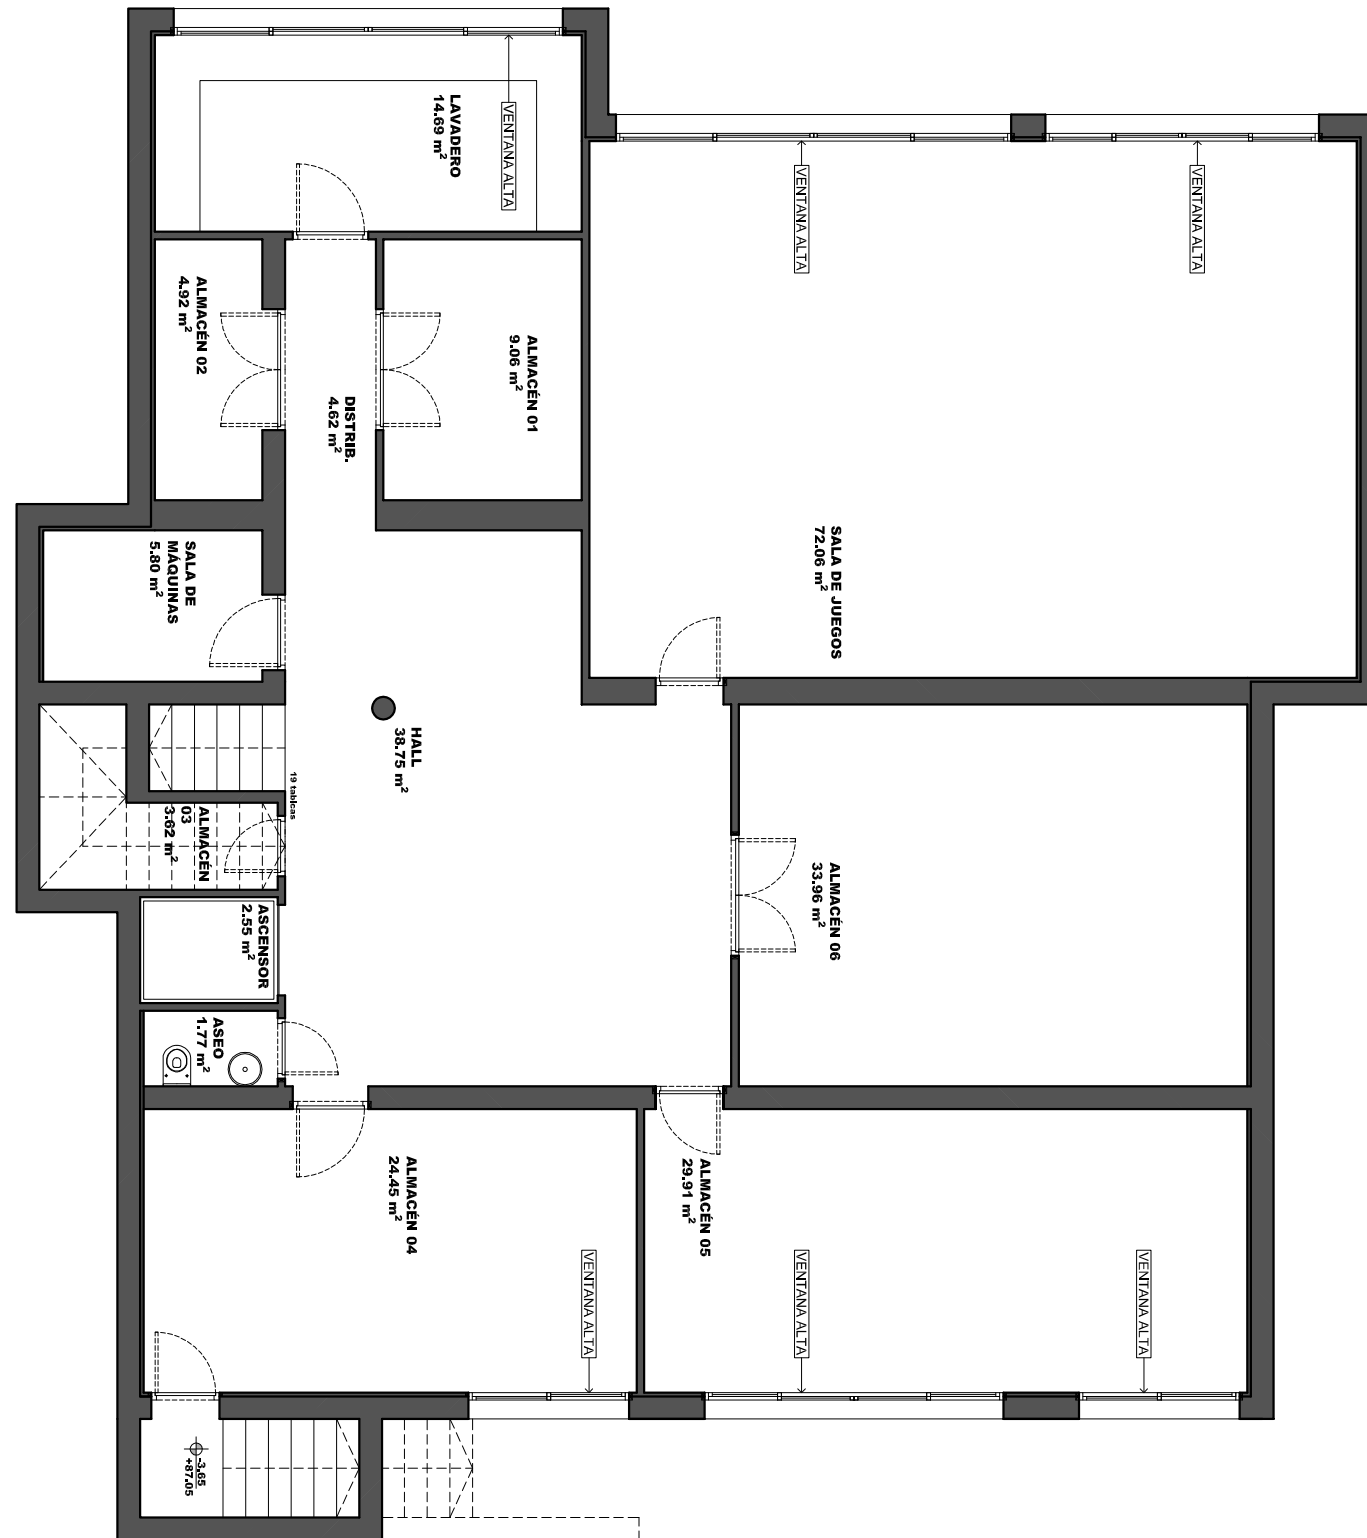 LAVADERO
14.69 m²
VENTANA ALTA
VENTANA ALTA
VENTANA ALTA
ALMACÉN 02
4.92 m²
ALMACÉN 01
9.06 m²
DISTRIB.
4.62 m²
SALA DE JUEGOS
72.06 m²
SALA DE
MÁQUINAS
5.80 m²
HALL
38.75 m²
19 tabicas
ALMACÉN
03
3.62 m²
ALMACÉN 06
33.96 m²
ASCENSOR
2.55 m²
ASEO
1.77 m²
ALMACÉN 04
24.45 m²
ALMACÉN 05
29.91 m²
VENTANA ALTA
VENTANA ALTA
VENTANA ALTA
-3.65
+87.05